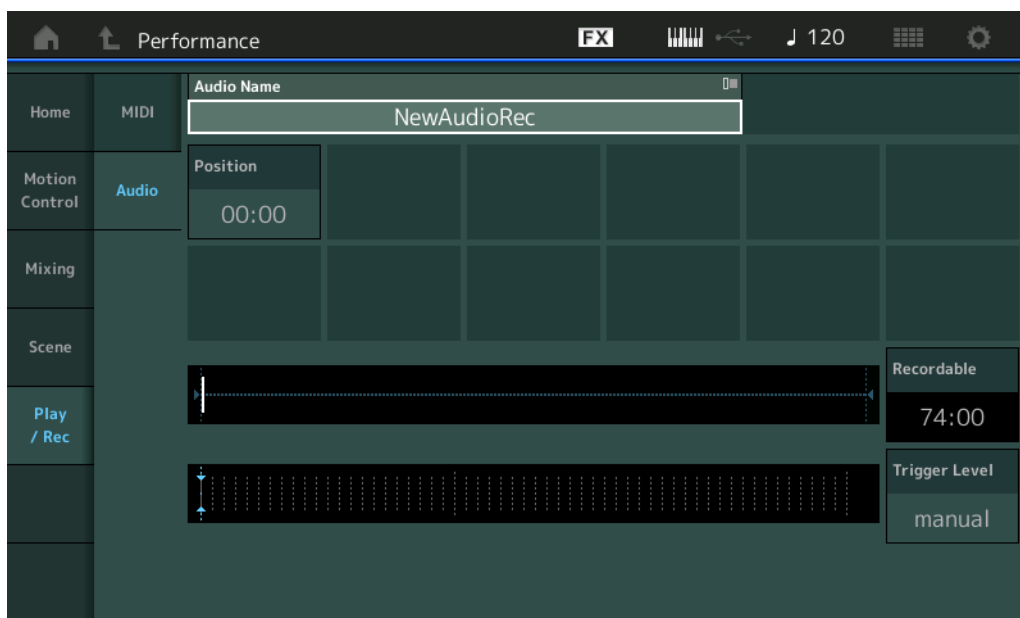 Performance
FX
♩ 120
Home
MIDI
Audio Name
NewAudioRec
Motion
Control
Audio
Position
00:00
Mixing
Scene
Play
/ Rec
Recordable
74:00
Trigger Level
manual